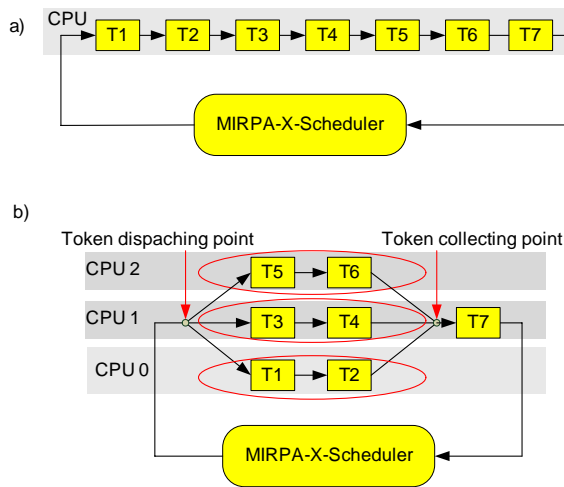 a)
CPU
T1 T2 T3 T4 T5 T6 T7
MIRPA-X-Scheduler
b)
Token dispaching point Token collecting point
CPU 2
T5 T6
CPU 1
T3 T4 T7
CPU 0
T1 T2
MIRPA-X-Scheduler